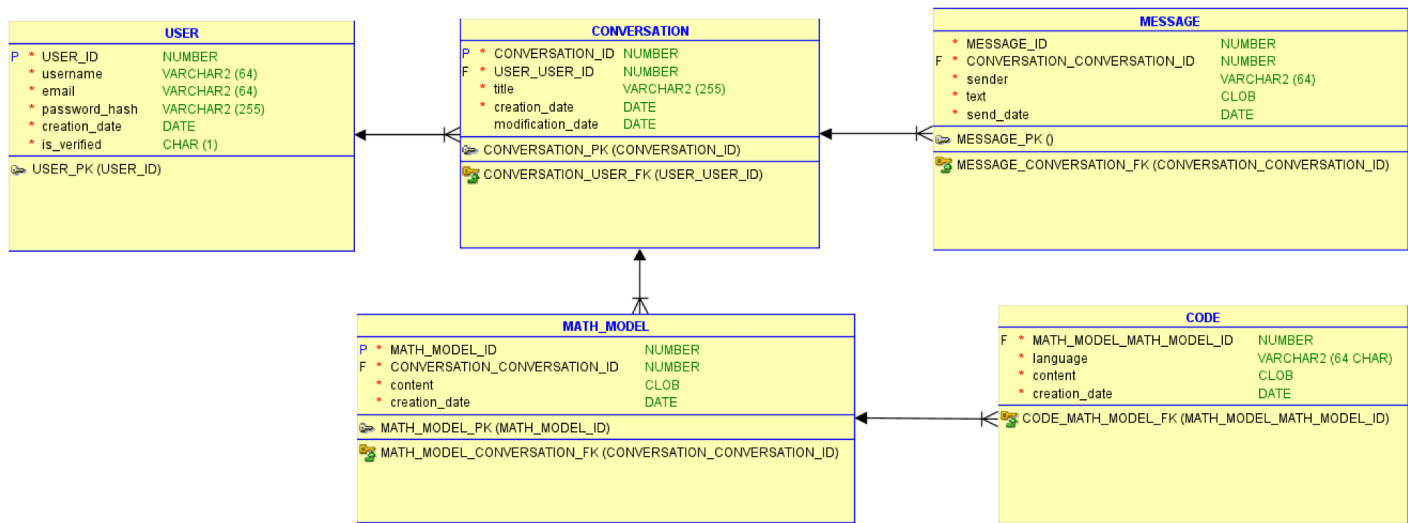 USER
P * USER_ID NUMBER
* username VARCHAR2 (64)
* email VARCHAR2 (64)
* password_hash VARCHAR2 (255)
* creation_date DATE
* is_verified CHAR (1)
USER_PK (USER_ID)
CONVERSATION
P * CONVERSATION_ID NUMBER
F * USER_USER_ID NUMBER
* title VARCHAR2 (255)
* creation_date DATE
modification_date DATE
CONVERSATION_PK (CONVERSATION_ID)
CONVERSATION_USER_FK (USER_USER_ID)
MESSAGE
* MESSAGE_ID NUMBER
F * CONVERSATION_CONVERSATION_ID NUMBER
* sender VARCHAR2 (64)
* text CLOB
* send_date DATE
MESSAGE_PK ()
MESSAGE_CONVERSATION_FK (CONVERSATION_CONVERSATION_ID)
MATH_MODEL
P * MATH_MODEL_ID NUMBER
F * CONVERSATION_CONVERSATION_ID NUMBER
* content CLOB
* creation_date DATE
MATH_MODEL_PK (MATH_MODEL_ID)
MATH_MODEL_CONVERSATION_FK (CONVERSATION_CONVERSATION_ID)
CODE
F * MATH_MODEL_MATH_MODEL_ID NUMBER
* language VARCHAR2 (64 CHAR)
* content CLOB
* creation_date DATE
CODE_MATH_MODEL_FK (MATH_MODEL_MATH_MODEL_ID)